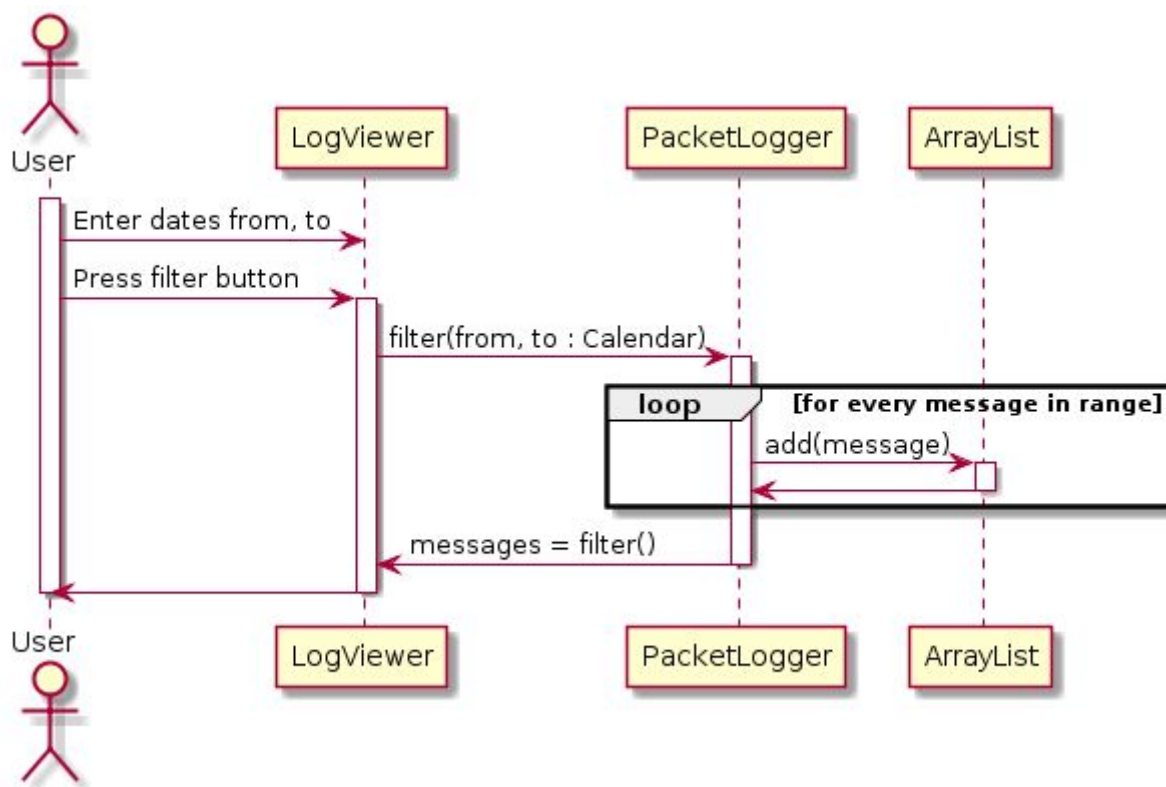 User
LogViewer
PacketLogger
ArrayList
Enter dates from, to
Press filter button
filter(from, to : Calendar)
loop
[for every message in range]
add(message)
messages = filter()
User
LogViewer
PacketLogger
ArrayList